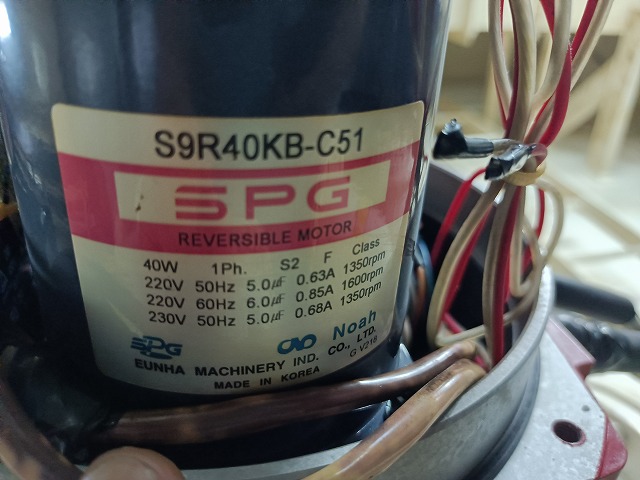 S9R40KB-C51
SPG
REVERSIBLE MOTOR
40W 1Ph. S2 F Class
220V 50Hz 5.0㎌ 0.63A 1350rpm
220V 60Hz 6.0㎌ 0.85A 1600rpm
230V 50Hz 5.0㎌ 0.68A 1350rpm
SPG Noah
EUNHA MACHINERY IND. CO., LTD.
MADE IN KOREA G V218